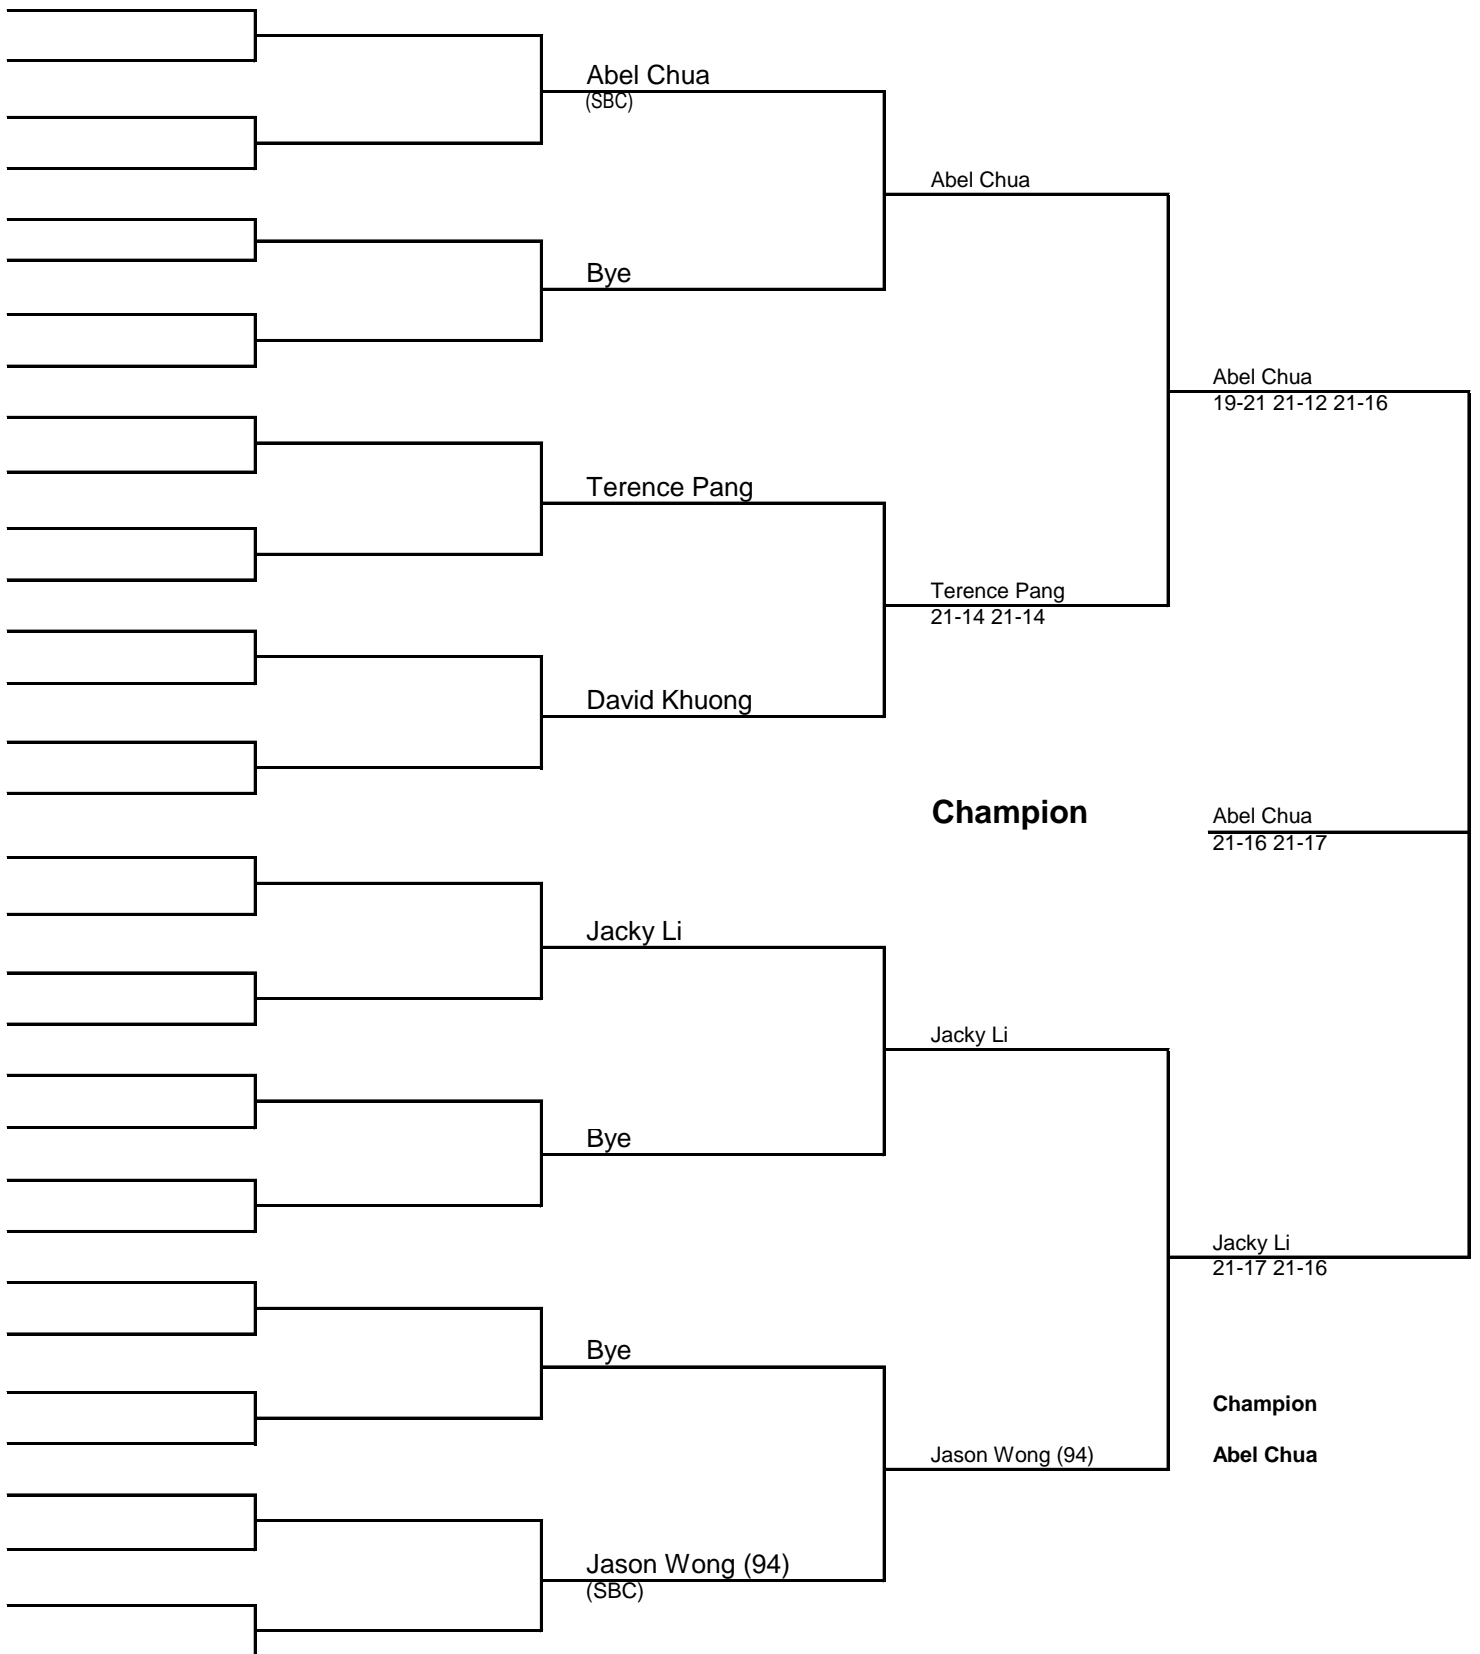 Abel Chua
(SBC)
Abel Chua
Bye
Abel Chua
19-21 21-12 21-16
Terence Pang
Terence Pang
21-14 21-14
David Khuong
Champion
Abel Chua
21-16 21-17
Jacky Li
Jacky Li
Bye
Jacky Li
21-17 21-16
Bye
Champion
Jason Wong (94)
Abel Chua
Jason Wong (94)
(SBC)